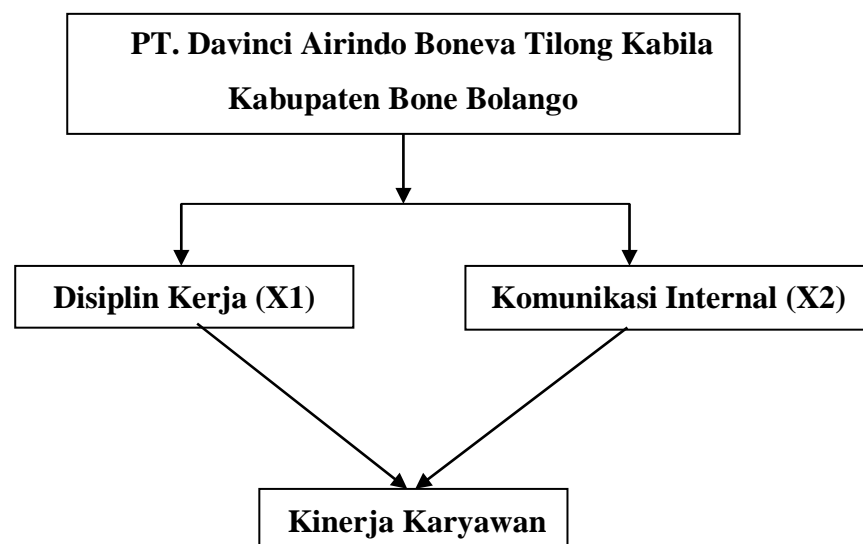 PT. Davinci Airindo Boneva Tilong Kabila
Kabupaten Bone Bolango
Disiplin Kerja (X1)
Komunikasi Internal (X2)
Kinerja Karyawan